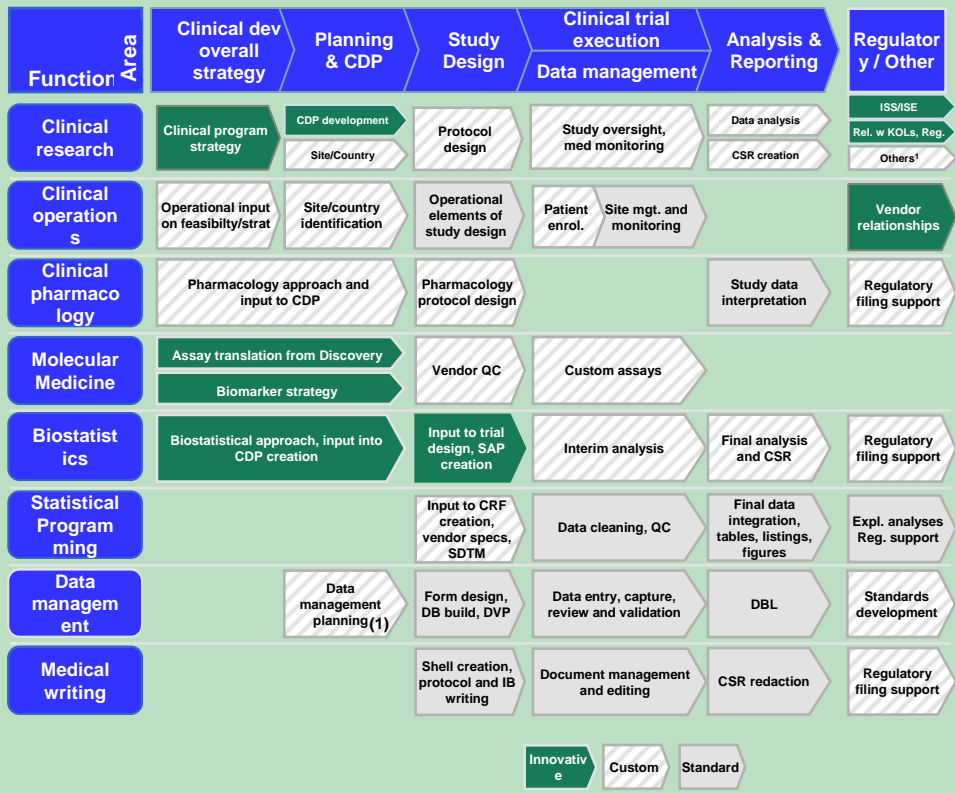 Function
Area
Clinical dev
overall
strategy
Planning
& CDP
Study
Design
Clinical trial
execution
Data management
Analysis &
Reporting
Regulator
y / Other
Clinical
research
Clinical program
strategy
CDP development
Site/Country
Protocol
design
Study oversight,
med monitoring
Data analysis
CSR creation
ISS/ISE
Rel. w KOLs, Reg.
Others¹
Clinical
operation
s
Operational input
on feasibilty/strat
Site/country
identification
Operational
elements of
study design
Patient
enrol.
Site mgt. and
monitoring
Vendor
relationships
Clinical
pharmaco
logy
Pharmacology approach and
input to CDP
Pharmacology
protocol design
Study data
interpretation
Regulatory
filing support
Molecular
Medicine
Assay translation from Discovery
Biomarker strategy
Vendor QC
Custom assays
Biostatist
ics
Biostatistical approach, input into
CDP creation
Input to trial
design, SAP
creation
Interim analysis
Final analysis
and CSR
Regulatory
filing support
Statistical
Program
ming
Input to CRF
creation,
vendor specs,
SDTM
Data cleaning, QC
Final data
integration,
tables, listings,
figures
Expl. analyses
Reg. support
Data
managem
ent
Data
management
planning(1)
Form design,
DB build, DVP
Data entry, capture,
review and validation
DBL
Standards
development
Medical
writing
Shell creation,
protocol and IB
writing
Document management
and editing
CSR redaction
Regulatory
filing support
Innovativ
e
Custom
Standard